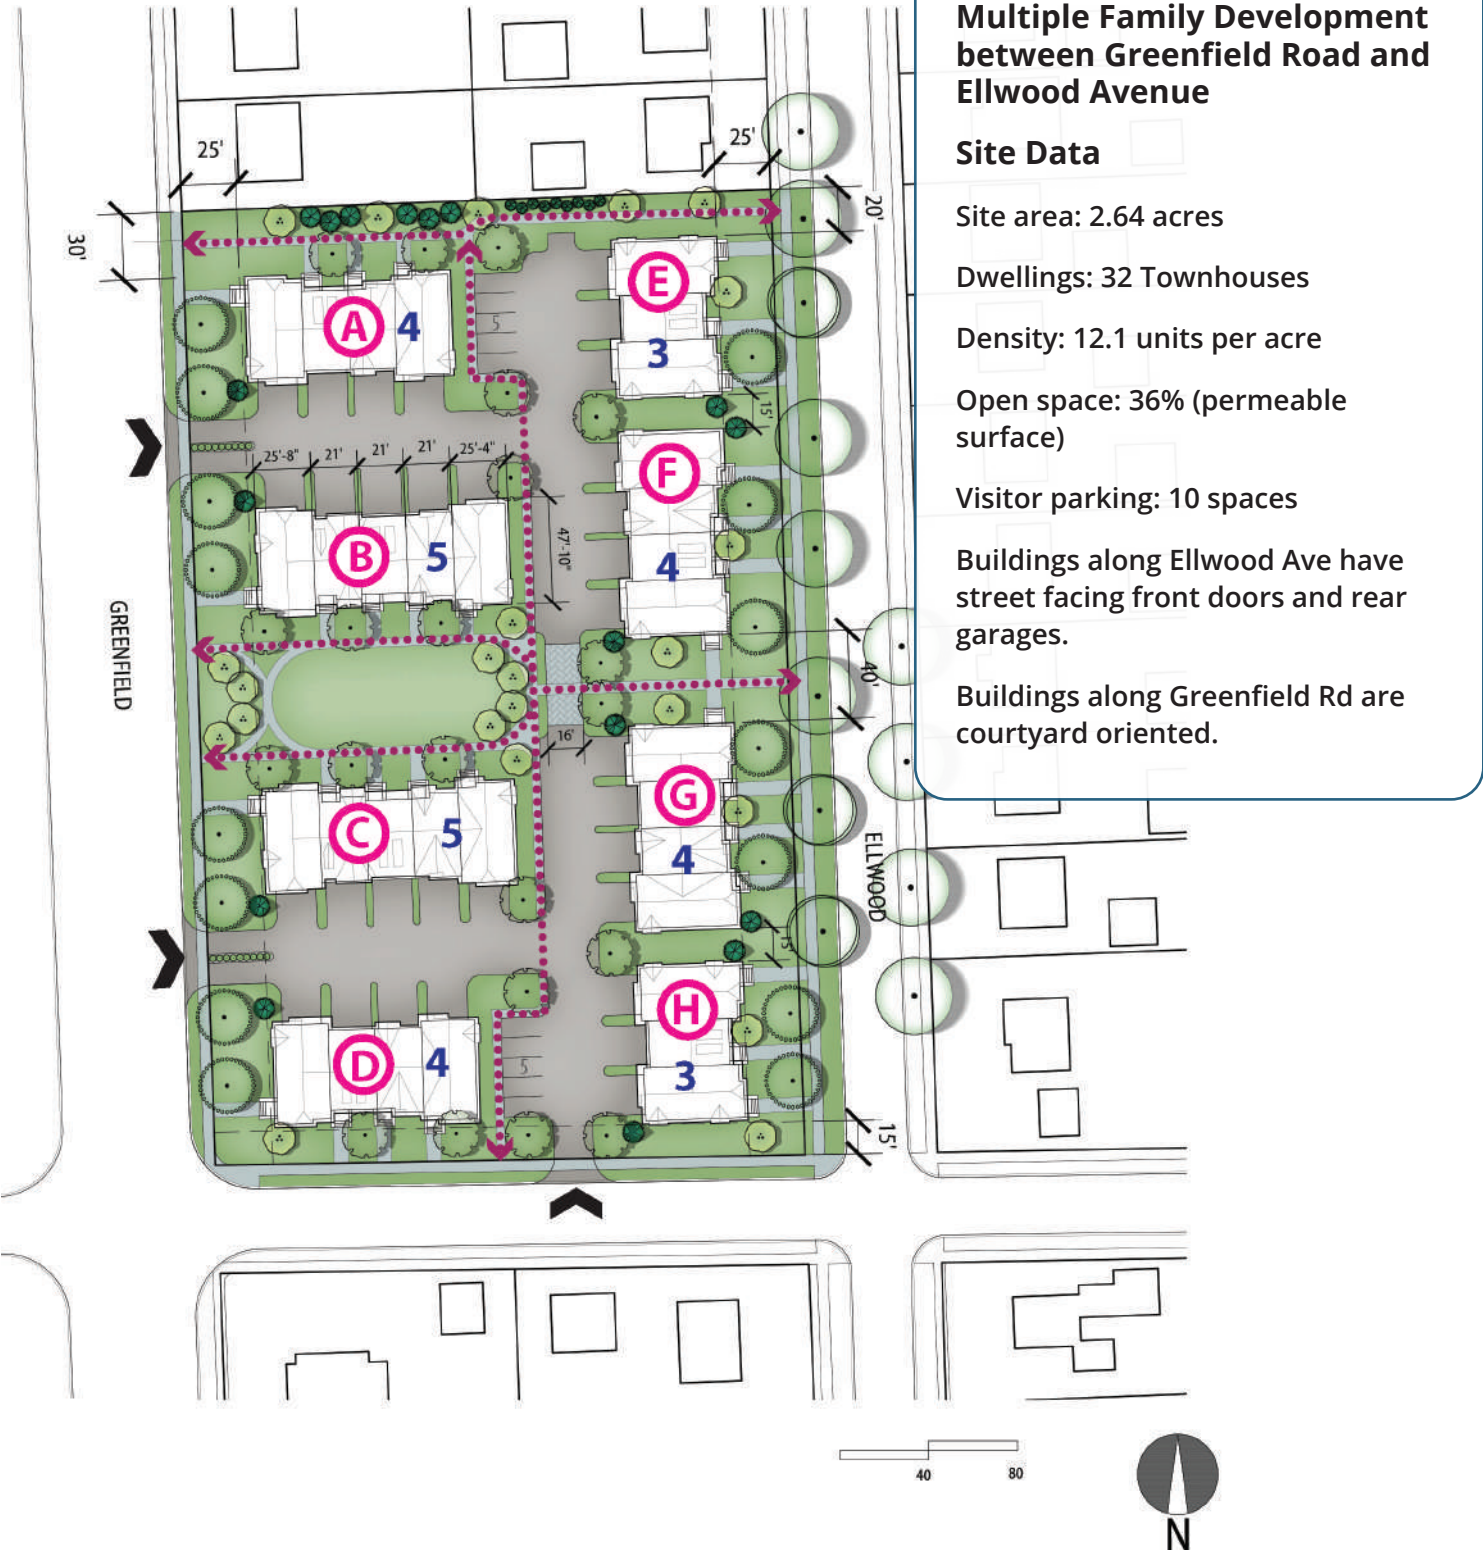 Multiple Family Development
between Greenfield Road and
Ellwood Avenue
Site Data
Site area: 2.64 acres
Dwellings: 32 Townhouses
Density: 12.1 units per acre
Open space: 36% (permeable
surface)
Visitor parking: 10 spaces
Buildings along Ellwood Ave have
street facing front doors and rear
garages.
Buildings along Greenfield Rd are
courtyard oriented.
25'
25'
20'
30'
A 4
5
E
3
15'
25'-8" 21' 21' 21' 25'-4"
F
4
B 5
47'-10"
GREENFIELD
40'
16'
G
4
C 5
ELLWOOD
15'
H
3
D 4
5
15'
40 80
N